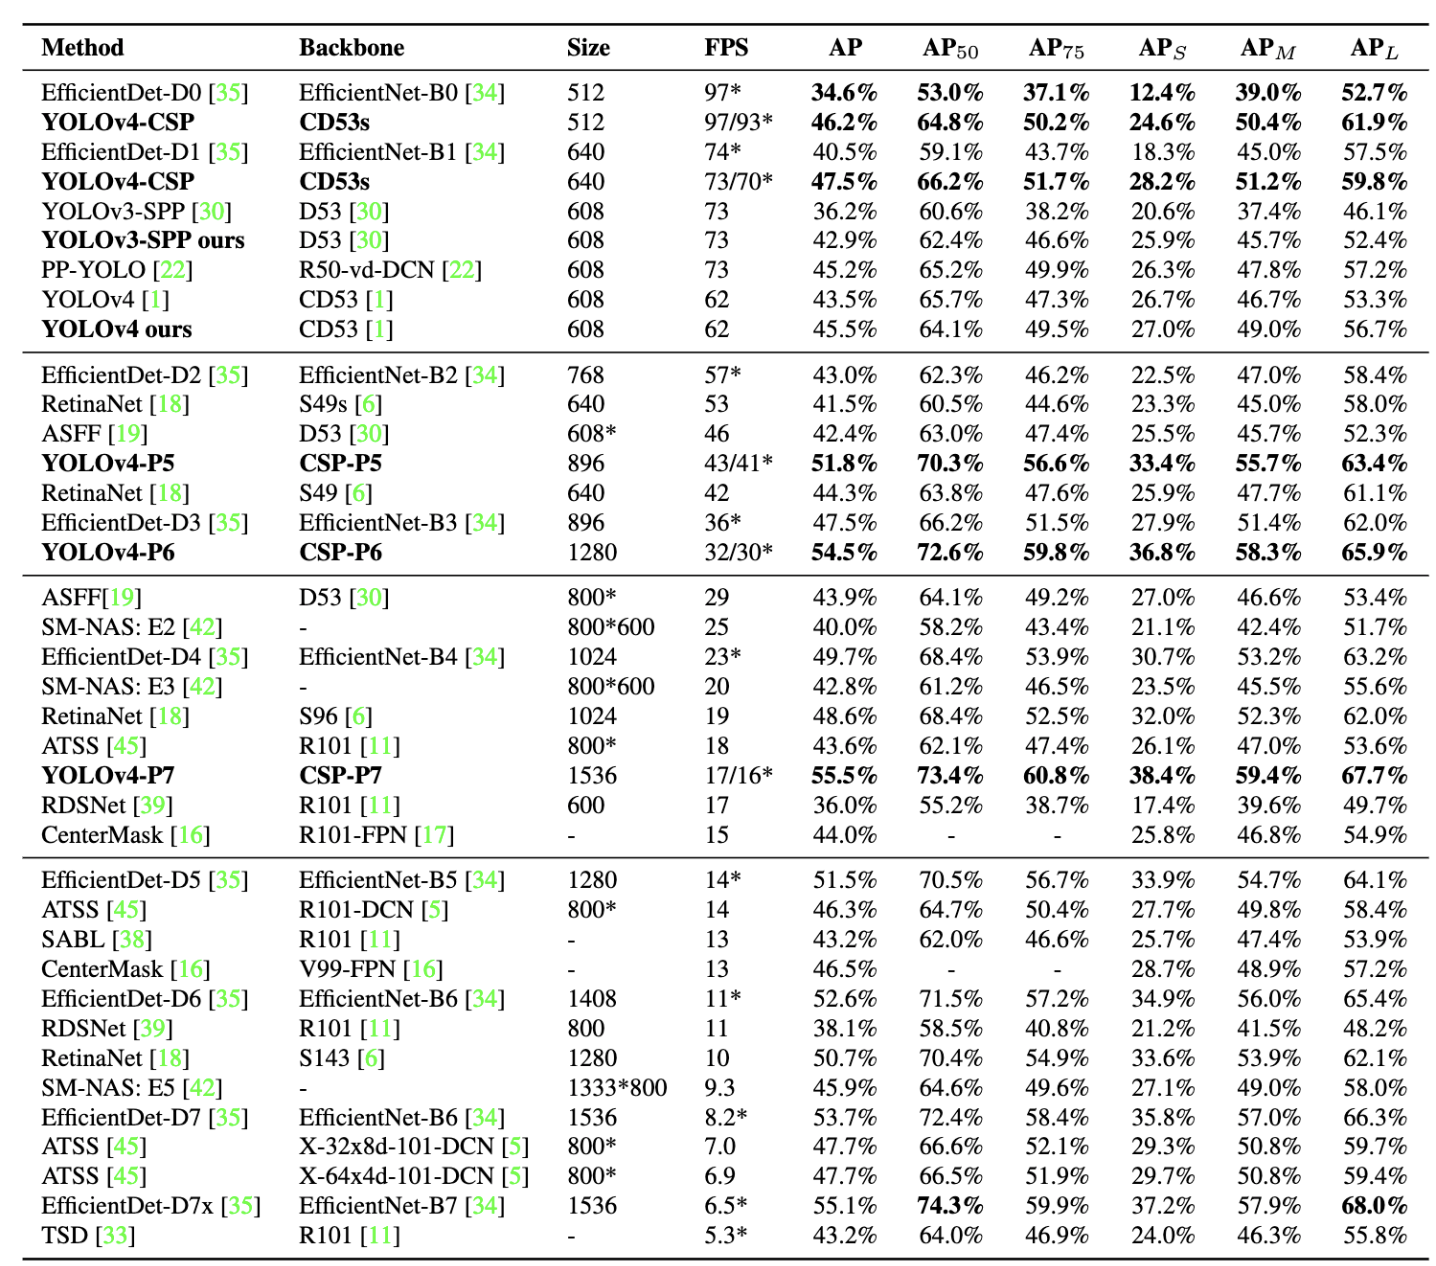 Method Backbone Size FPS AP AP50 AP75 APS APM APL
EfficientDet-D0 [35] EfficientNet-B0 [34] 512 97* 34.6% 53.0% 37.1% 12.4% 39.0% 52.7%
YOLOv4-CSP CD53s 512 97/93* 46.2% 64.8% 50.2% 24.6% 50.4% 61.9%
EfficientDet-D1 [35] EfficientNet-B1 [34] 640 74* 40.5% 59.1% 43.7% 18.3% 45.0% 57.5%
YOLOv4-CSP CD53s 640 73/70* 47.5% 66.2% 51.7% 28.2% 51.2% 59.8%
YOLOv3-SPP [30] D53 [30] 608 73 36.2% 60.6% 38.2% 20.6% 37.4% 46.1%
YOLOv3-SPP ours D53 [30] 608 73 42.9% 62.4% 46.6% 25.9% 45.7% 52.4%
PP-YOLO [22] R50-vd-DCN [22] 608 73 45.2% 65.2% 49.9% 26.3% 47.8% 57.2%
YOLOv4 [1] CD53 [1] 608 62 43.5% 65.7% 47.3% 26.7% 46.7% 53.3%
YOLOv4 ours CD53 [1] 608 62 45.5% 64.1% 49.5% 27.0% 49.0% 56.7%
EfficientDet-D2 [35] EfficientNet-B2 [34] 768 57* 43.0% 62.3% 46.2% 22.5% 47.0% 58.4%
RetinaNet [18] S49s [6] 640 53 41.5% 60.5% 44.6% 23.3% 45.0% 58.0%
ASFF [19] D53 [30] 608* 46 42.4% 63.0% 47.4% 25.5% 45.7% 52.3%
YOLOv4-P5 CSP-P5 896 43/41* 51.8% 70.3% 56.6% 33.4% 55.7% 63.4%
RetinaNet [18] S49 [6] 640 42 44.3% 63.8% 47.6% 25.9% 47.7% 61.1%
EfficientDet-D3 [35] EfficientNet-B3 [34] 896 36* 47.5% 66.2% 51.5% 27.9% 51.4% 62.0%
YOLOv4-P6 CSP-P6 1280 32/30* 54.5% 72.6% 59.8% 36.8% 58.3% 65.9%
ASFF[19] D53 [30] 800* 29 43.9% 64.1% 49.2% 27.0% 46.6% 53.4%
SM-NAS: E2 [42] - 800*600 25 40.0% 58.2% 43.4% 21.1% 42.4% 51.7%
EfficientDet-D4 [35] EfficientNet-B4 [34] 1024 23* 49.7% 68.4% 53.9% 30.7% 53.2% 63.2%
SM-NAS: E3 [42] - 800*600 20 42.8% 61.2% 46.5% 23.5% 45.5% 55.6%
RetinaNet [18] S96 [6] 1024 19 48.6% 68.4% 52.5% 32.0% 52.3% 62.0%
ATSS [45] R101 [11] 800* 18 43.6% 62.1% 47.4% 26.1% 47.0% 53.6%
YOLOv4-P7 CSP-P7 1536 17/16* 55.5% 73.4% 60.8% 38.4% 59.4% 67.7%
RDSNet [39] R101 [11] 600 17 36.0% 55.2% 38.7% 17.4% 39.6% 49.7%
CenterMask [16] R101-FPN [17] - 15 44.0% - - 25.8% 46.8% 54.9%
EfficientDet-D5 [35] EfficientNet-B5 [34] 1280 14* 51.5% 70.5% 56.7% 33.9% 54.7% 64.1%
ATSS [45] R101-DCN [5] 800* 14 46.3% 64.7% 50.4% 27.7% 49.8% 58.4%
SABL [38] R101 [11] - 13 43.2% 62.0% 46.6% 25.7% 47.4% 53.9%
CenterMask [16] V99-FPN [16] - 13 46.5% - - 28.7% 48.9% 57.2%
EfficientDet-D6 [35] EfficientNet-B6 [34] 1408 11* 52.6% 71.5% 57.2% 34.9% 56.0% 65.4%
RDSNet [39] R101 [11] 800 11 38.1% 58.5% 40.8% 21.2% 41.5% 48.2%
RetinaNet [18] S143 [6] 1280 10 50.7% 70.4% 54.9% 33.6% 53.9% 62.1%
SM-NAS: E5 [42] - 1333*800 9.3 45.9% 64.6% 49.6% 27.1% 49.0% 58.0%
EfficientDet-D7 [35] EfficientNet-B6 [34] 1536 8.2* 53.7% 72.4% 58.4% 35.8% 57.0% 66.3%
ATSS [45] X-32x8d-101-DCN [5] 800* 7.0 47.7% 66.6% 52.1% 29.3% 50.8% 59.7%
ATSS [45] X-64x4d-101-DCN [5] 800* 6.9 47.7% 66.5% 51.9% 29.7% 50.8% 59.4%
EfficientDet-D7x [35] EfficientNet-B7 [34] 1536 6.5* 55.1% 74.3% 59.9% 37.2% 57.9% 68.0%
TSD [33] R101 [11] - 5.3* 43.2% 64.0% 46.9% 24.0% 46.3% 55.8%